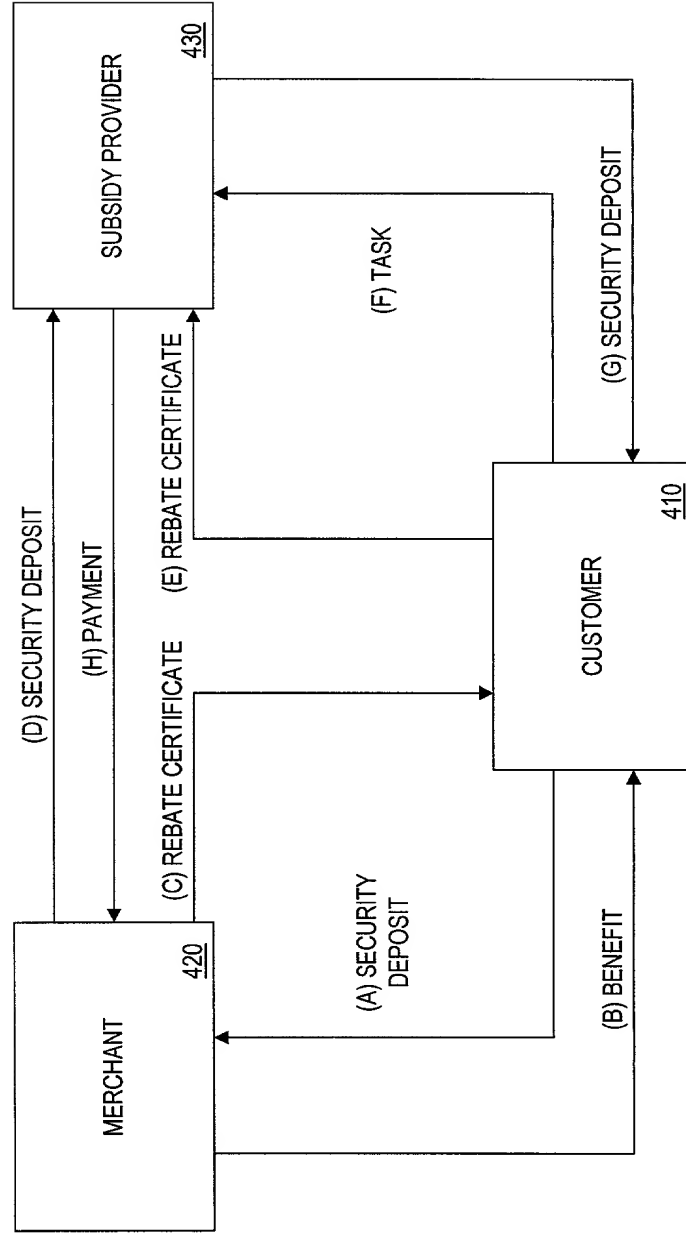 MERCHANT
420
SUBSIDY PROVIDER
430
(D) SECURITY DEPOSIT
(H) PAYMENT
(C) REBATE CERTIFICATE
(E) REBATE CERTIFICATE
(A) SECURITY
DEPOSIT
(F) TASK
(B) BENEFIT
(G) SECURITY DEPOSIT
CUSTOMER
410